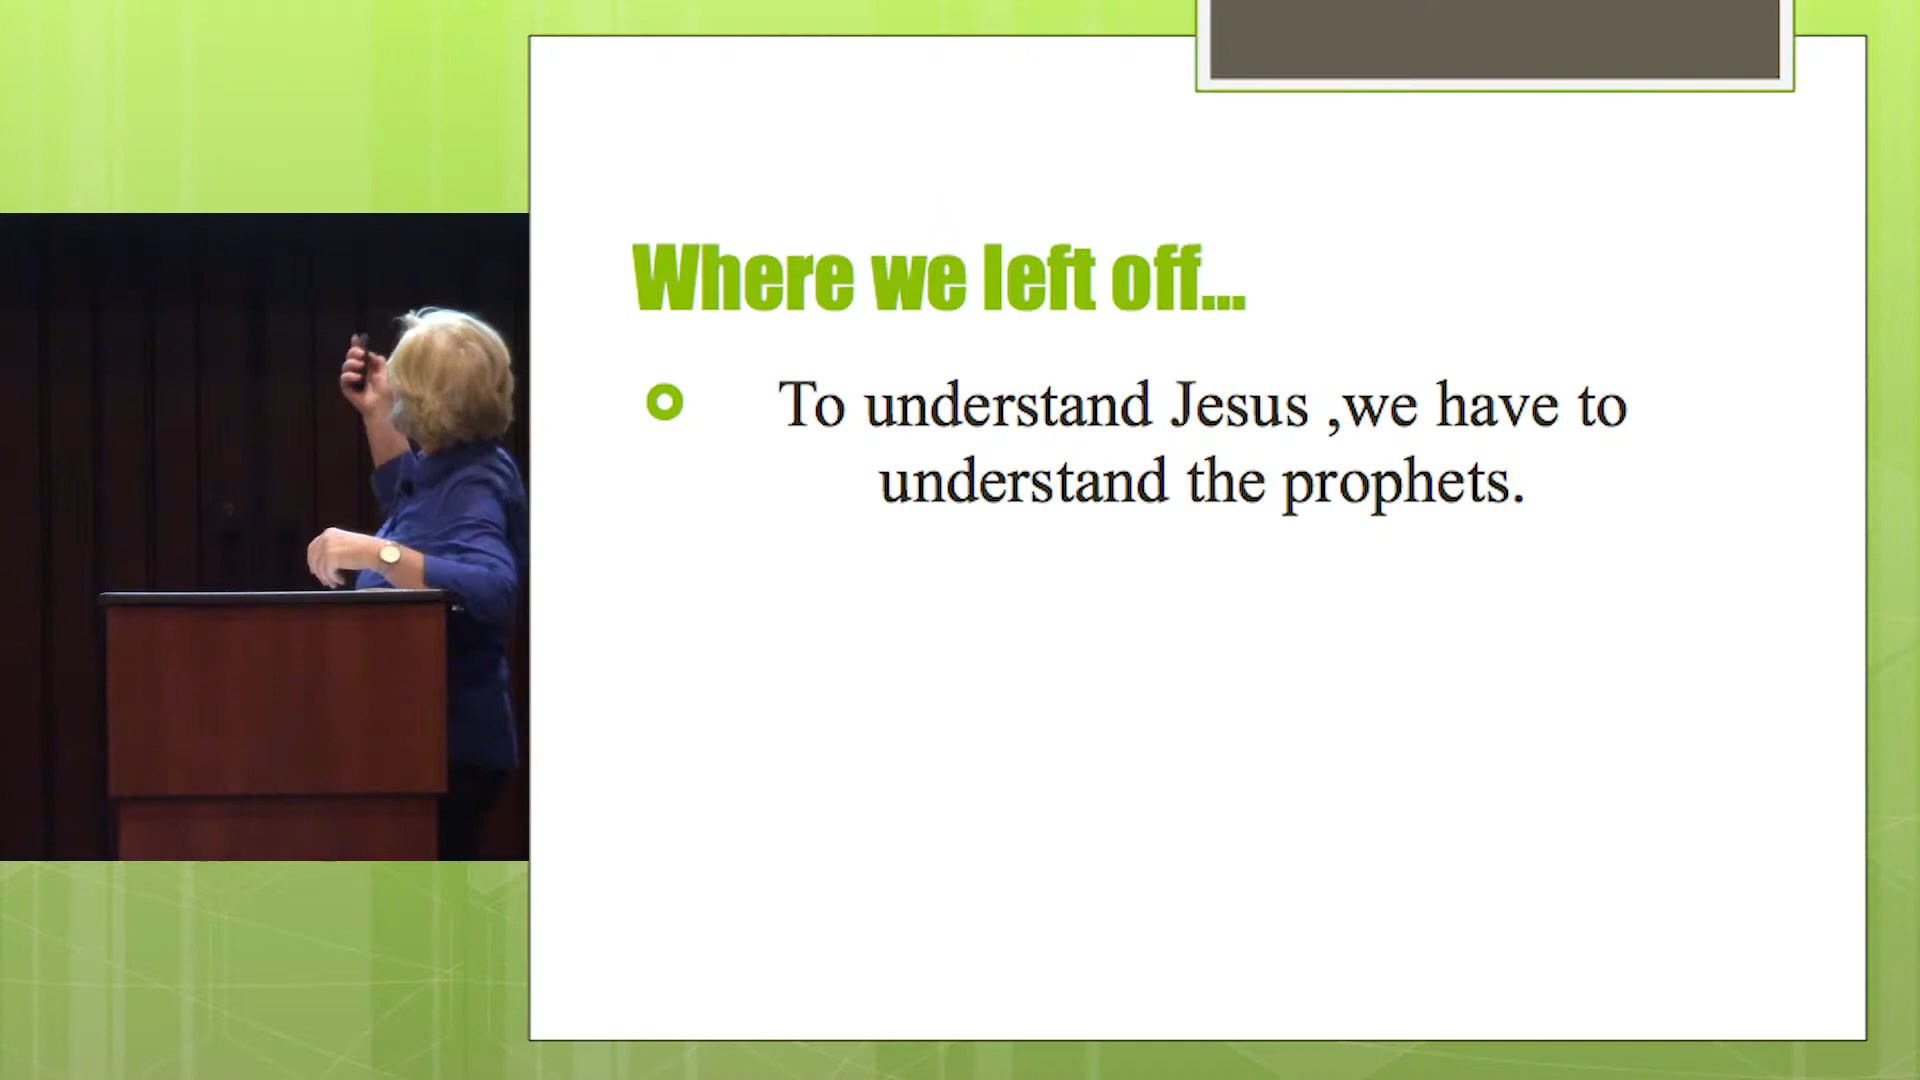 Where we left off...
To understand Jesus ,we have to
understand the prophets.